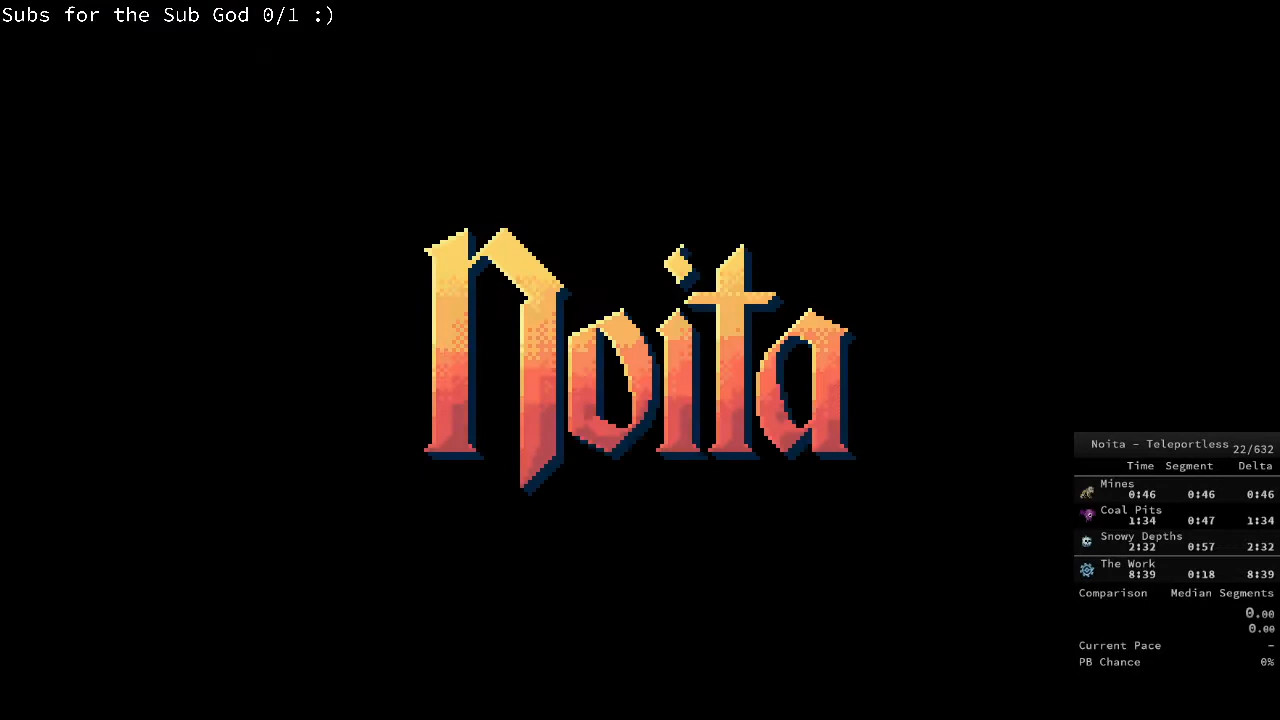 Subs for the Sub God 0/1 :)
Noita
Noita - Teleportless 22/632
Time Segment Delta
Mines
0:46 0:46 0:46
Coal Pits
1:34 0:47 1:34
Snowy Depths
2:32 0:57 2:32
The Work
8:39 0:18 8:39
Comparison Median Segments
0.00
0.00
Current Pace -
PB Chance 0%